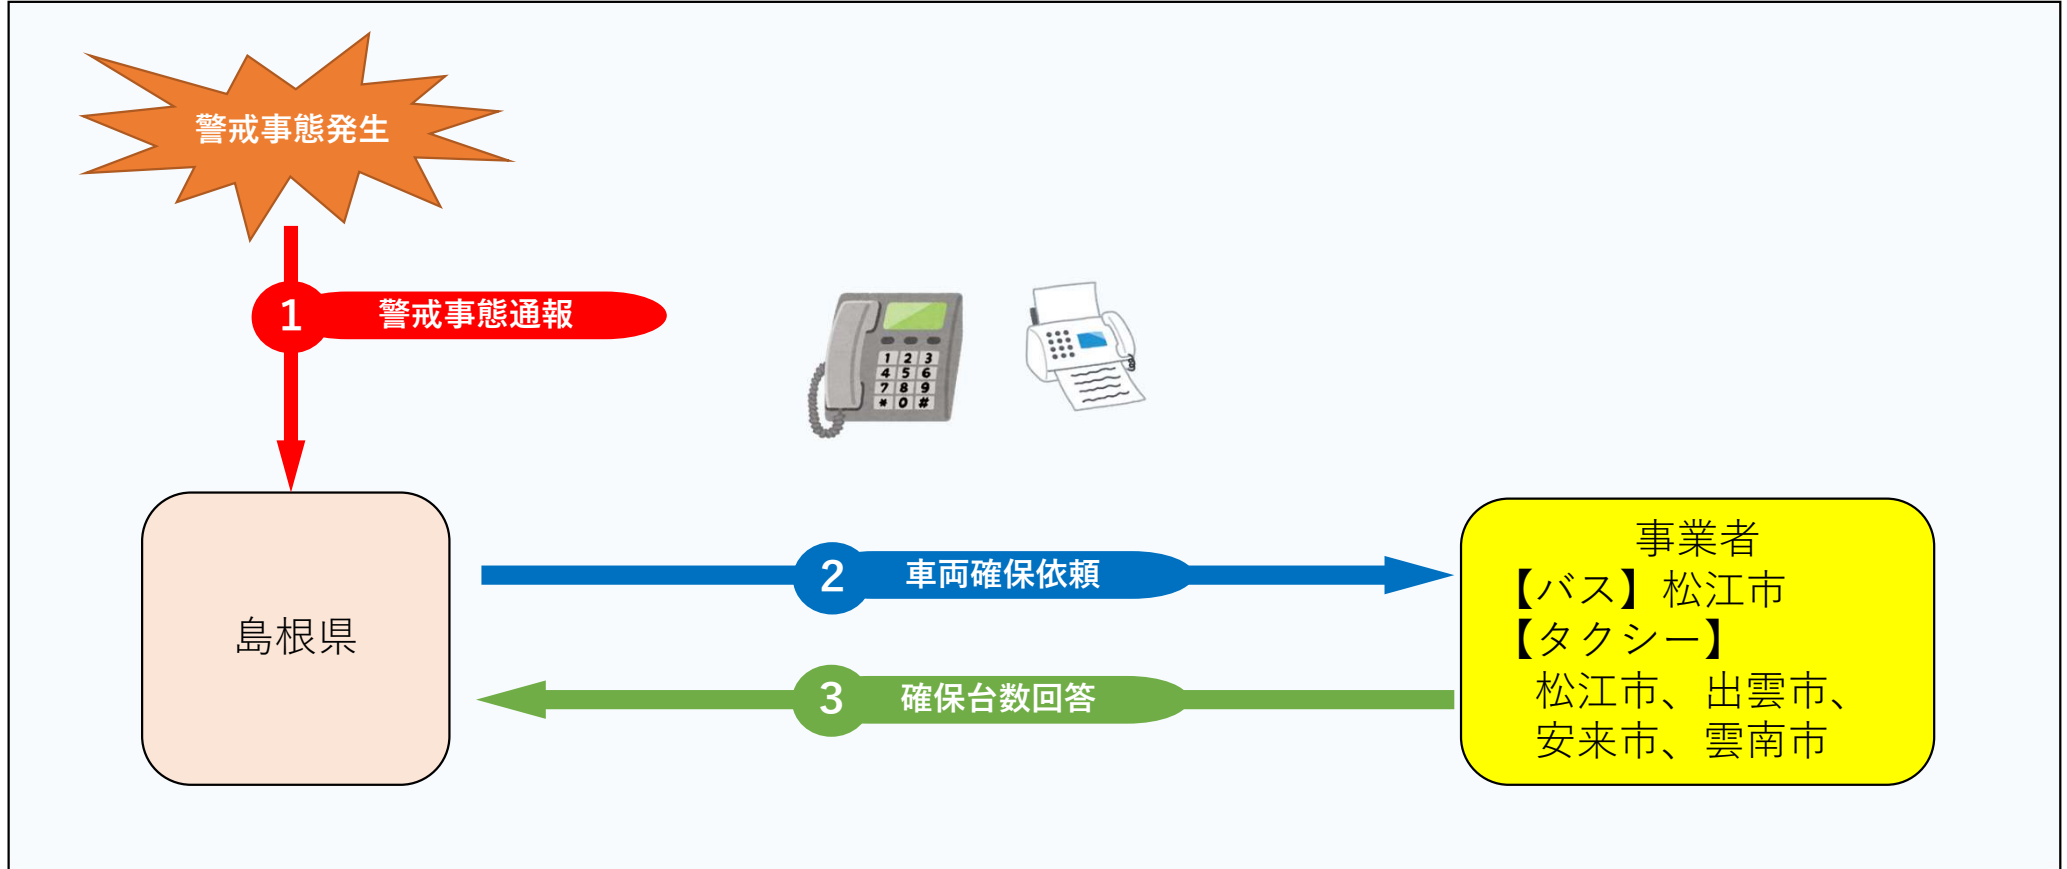 警戒事態発生
1 警戒事態通報
1 2 3
4 5 6
7 8 9
* 0 #
島根県
2 車両確保依頼
3 確保台数回答
事業者
【バス】松江市
【タクシー】
松江市、出雲市、
安来市、雲南市